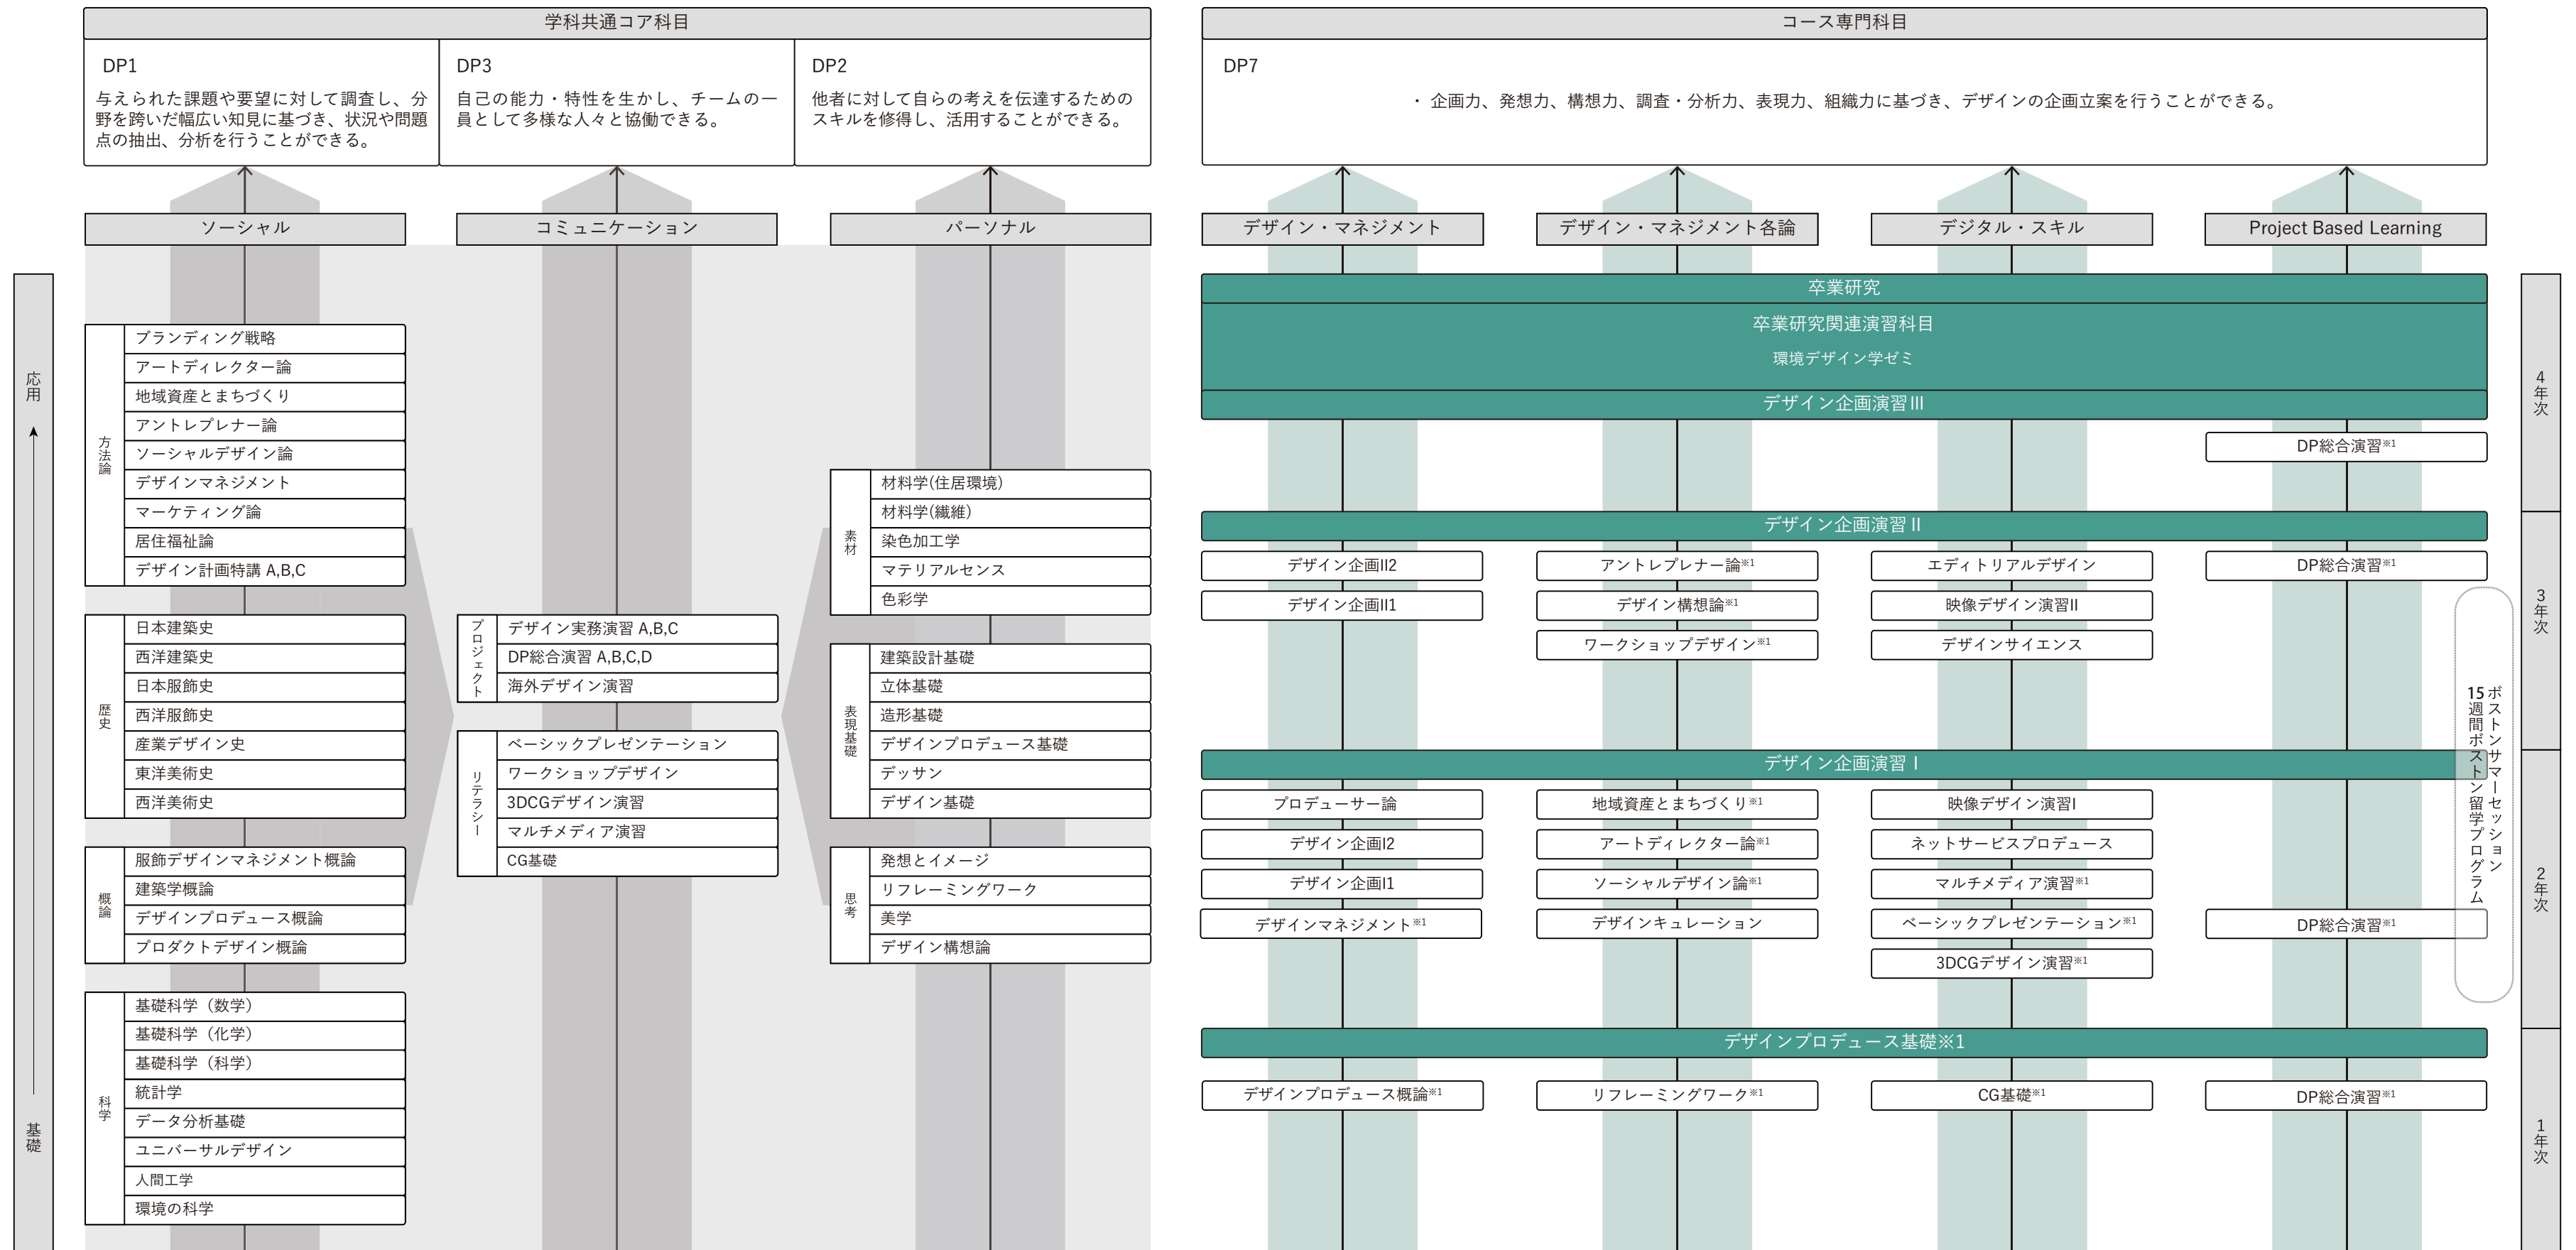 学科共通コア科目
DP1
与えられた課題や要望に対して調査し、分
野を跨いだ幅広い知見に基づき、状況や問題
点の抽出、分析を行うことができる。
DP3
自己の能力・特性を生かし、チームの一
員として多様な人々と協働できる。
DP2
他者に対して自らの考えを伝達するための
スキルを修得し、活用することができる。
コース専門科目
DP7
・ 企画力、発想力、構想力、調査・分析力、表現力、組織力に基づき、デザインの企画立案を行うことができる。
応用
基礎
ソーシャル
方法論
ブランディング戦略
アートディレクター論
地域資産とまちづくり
アントレプレナー論
ソーシャルデザイン論
デザインマネジメント
マーケティング論
居住福祉論
デザイン計画特講 A,B,C
歴史
日本建築史
西洋建築史
日本服飾史
西洋服飾史
産業デザイン史
東洋美術史
西洋美術史
概論
服飾デザインマネジメント概論
建築学概論
デザインプロデュース概論
プロダクトデザイン概論
科学
基礎科学（数学）
基礎科学（化学）
基礎科学（科学）
統計学
データ分析基礎
ユニバーサルデザイン
人間工学
環境の科学
コミュニケーション
プロジェクト
デザイン実務演習 A,B,C
DP総合演習 A,B,C,D
海外デザイン演習
リテラシー
ベーシックプレゼンテーション
ワークショップデザイン
3DCGデザイン演習
マルチメディア演習
CG基礎
パーソナル
素材
材料学(住居環境)
材料学(繊維)
染色加工学
マテリアルセンス
色彩学
表現基礎
建築設計基礎
立体基礎
造形基礎
デザインプロデュース基礎
デッサン
デザイン基礎
思考
発想とイメージ
リフレーミングワーク
美学
デザイン構想論
デザイン・マネジメント
デザイン・マネジメント各論
デジタル・スキル
Project Based Learning
卒業研究
卒業研究関連演習科目
環境デザイン学ゼミ
デザイン企画演習III
DP総合演習※1
4年次
デザイン企画演習 II
デザイン企画II2
アントレプレナー論※1
エディトリアルデザイン
DP総合演習※1
デザイン企画II1
デザイン構想論※1
映像デザイン演習II
ワークショップデザイン※1
デザインサイエンス
3年次
ボストンサマーセッション
15週間ボストン留学プログラム
デザイン企画演習 I
プロデューサー論
地域資産とまちづくり※1
映像デザイン演習I
デザイン企画I2
アートディレクター論※1
ネットサービスプロデュース
デザイン企画I1
ソーシャルデザイン論※1
マルチメディア演習※1
デザインマネジメント※1
デザインキュレーション
ベーシックプレゼンテーション※1
DP総合演習※1
3DCGデザイン演習※1
2年次
デザインプロデュース基礎※1
デザインプロデュース概論※1
リフレーミングワーク※1
CG基礎※1
DP総合演習※1
1年次